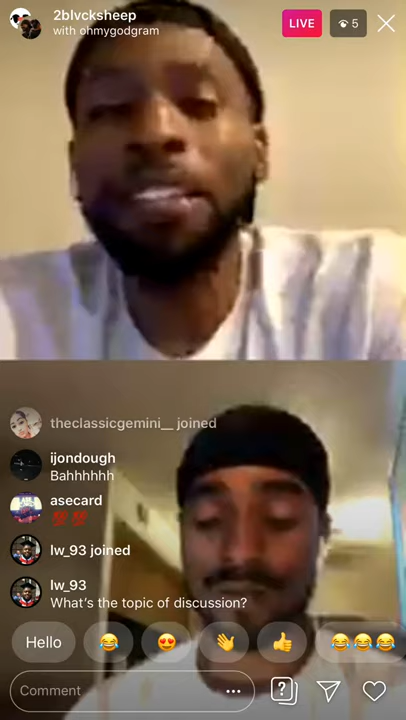 2blvcksheep
with ohmygodgram
LIVE
5
theclassicgemini__ joined
ijondough
Bahhhhhh
asecard
💯💯
lw_93 joined
lw_93
What's the topic of discussion?
Hello
😂
😍
👋
👍
😂😂😂
Comment